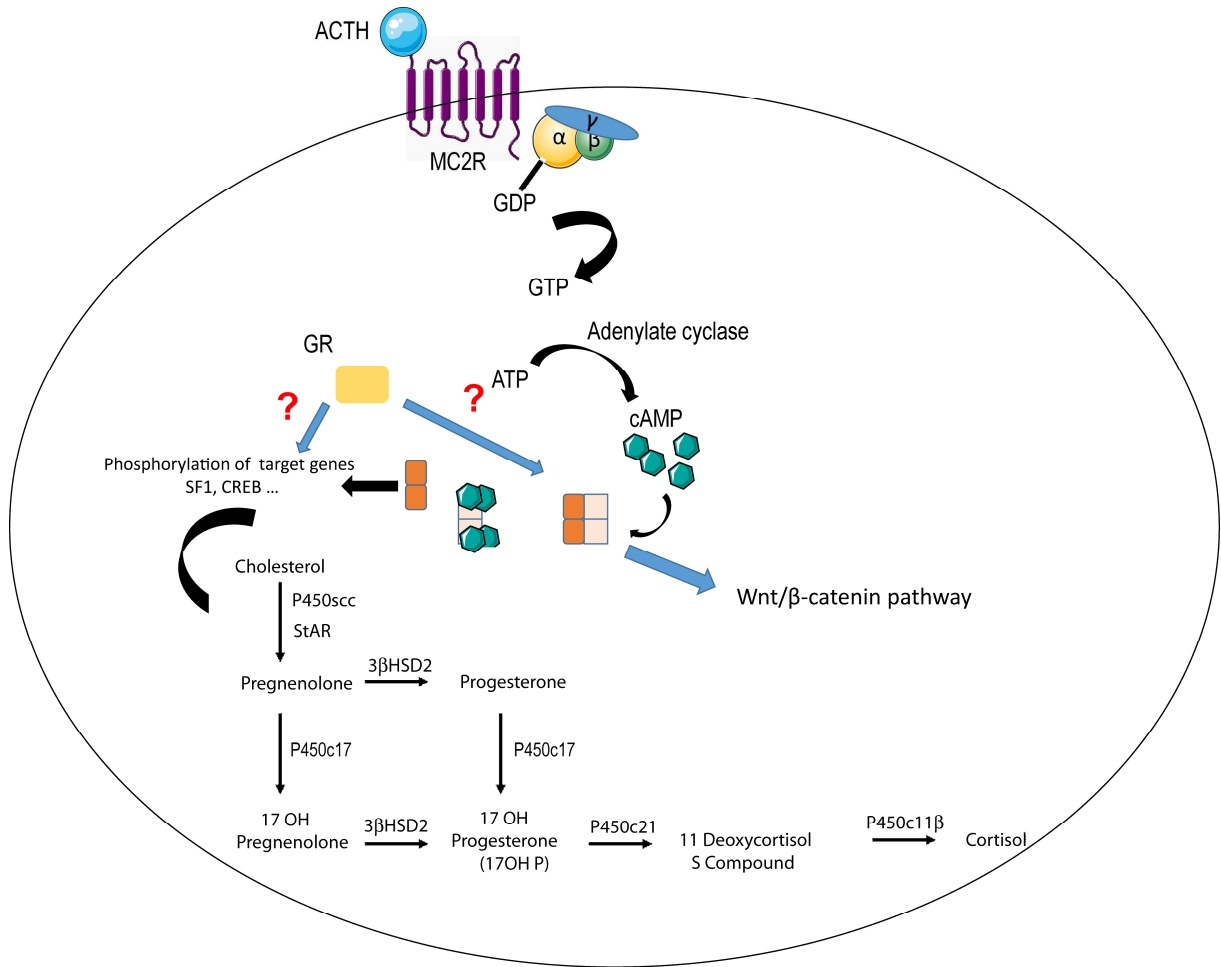 ACTH
γ
α
β
MC2R
GDP
GTP
Adenylate cyclase
GR
ATP
?
?
cAMP
Phosphorylation of target genes
SF1, CREB ...
Cholesterol
P450scc
StAR
Wnt/β-catenin pathway
3βHSD2
Pregnenolone
Progesterone
P450c17
P450c17
17 OH
Pregnenolone
3βHSD2
17 OH
Progesterone
(17OH P)
P450c21
11 Deoxycortisol
S Compound
P450c11β
Cortisol